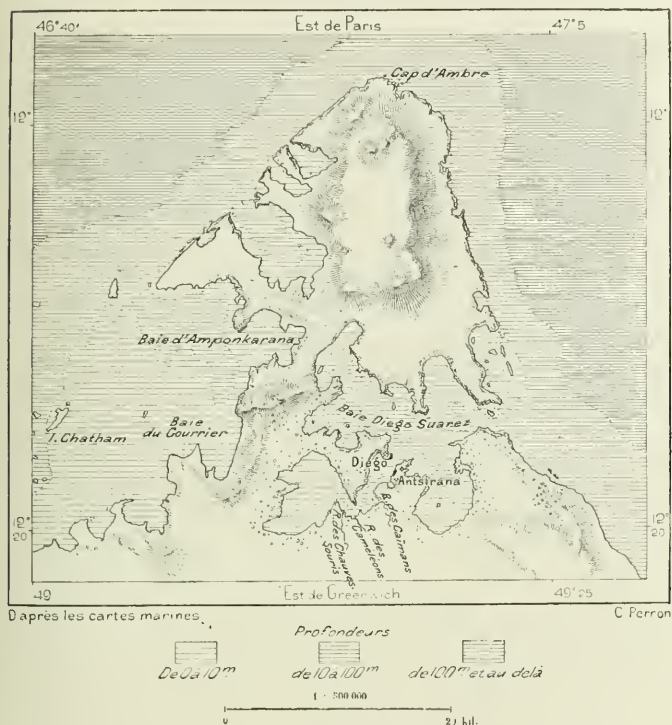 46°40'
Est de Paris
47°5
Cap d'Ambre
12°
12°
Baie d'Amponkarana
Baie Diego Suarez
Baie
du Courrier
I. Chatham
Diego
Antsirana
R. des Caïmans
R. des
Caméléons
R. des Chauves
Souris
12°
20
12°
20
49
Est de Greenwich
49°25
D'après les cartes marines.
C. Perron
Profondeurs
De 0 à 10m
de 10 à 100m
de 100m et au delà
1 : 500 000
0
kil.